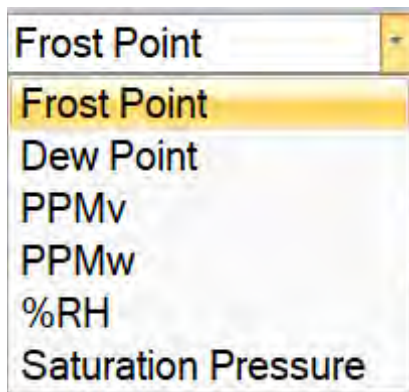 Frost Point
Frost Point
Dew Point
PPMv
PPMw
%RH
Saturation Pressure